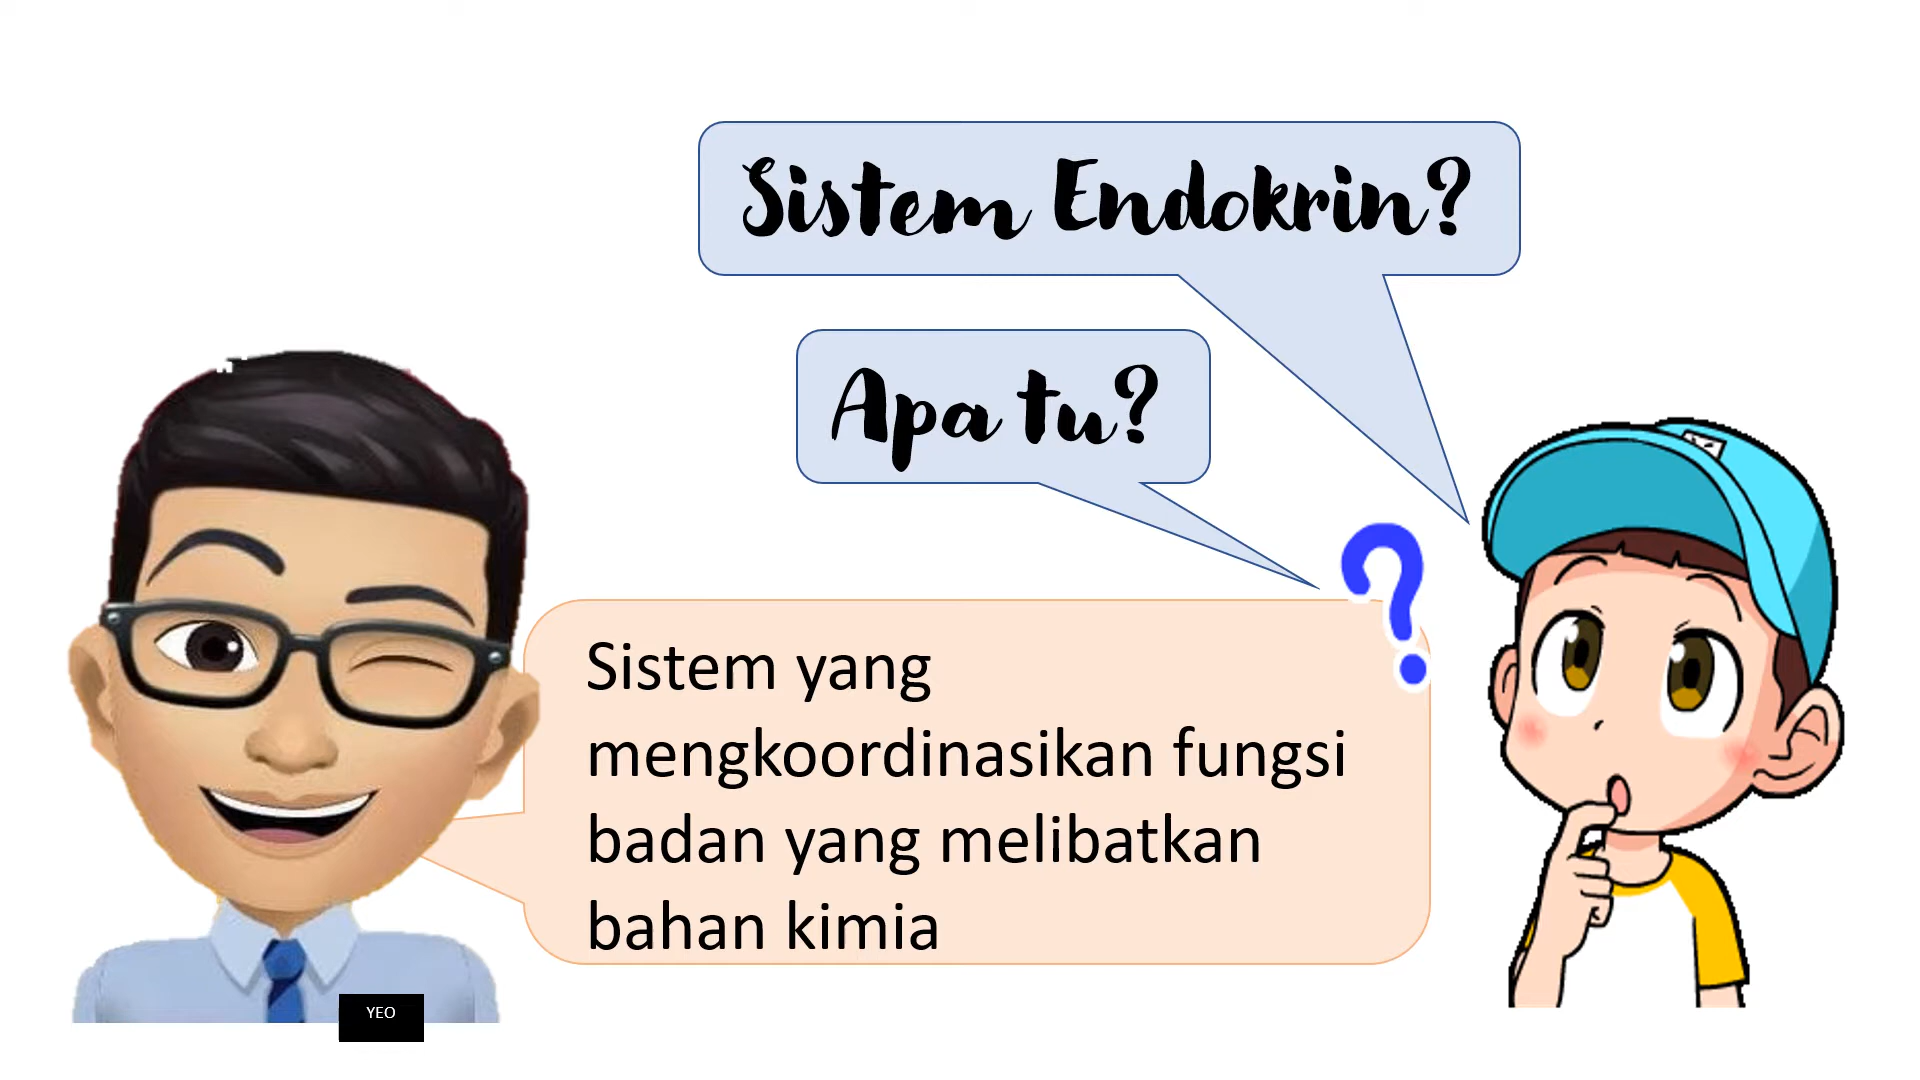 Sistem Endokrin?
Apa tu?
?
Sistem yang
mengkoordinasikan fungsi
badan yang melibatkan
bahan kimia
YEO